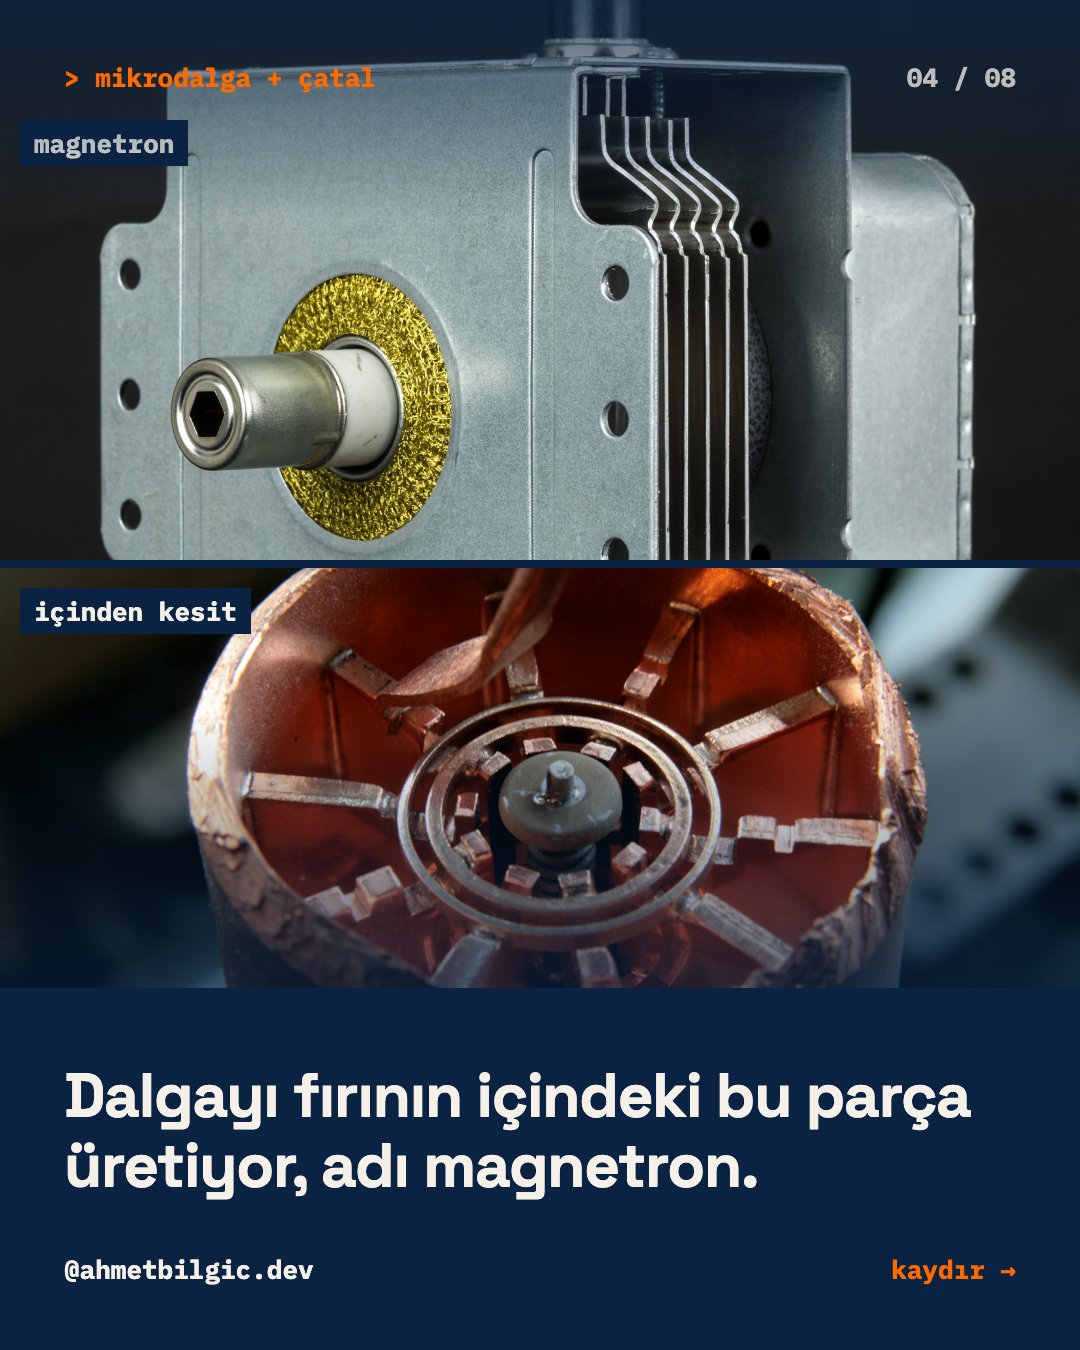 > mikrodalga + çatal
04 / 08
magnetron
içinden kesit
Dalgayı fırının içindeki bu parça
üretiyor, adı magnetron.
@ahmetbilgic.dev
kaydır →